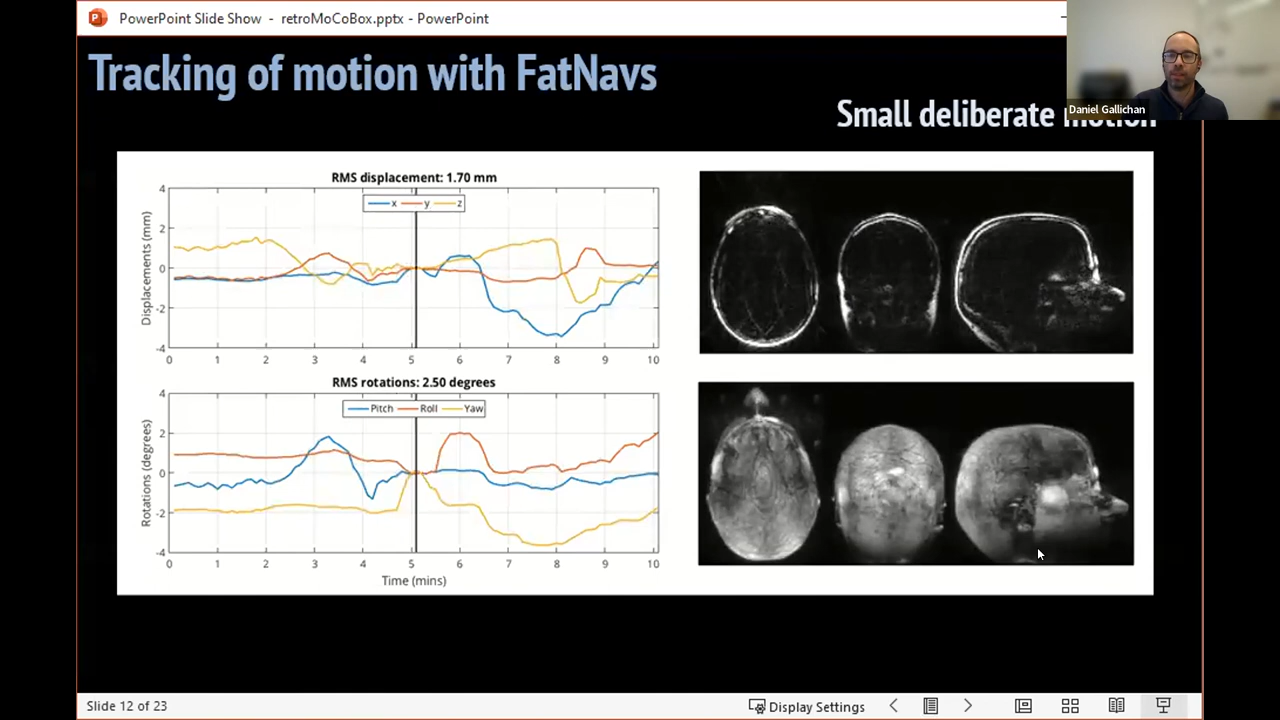 PowerPoint Slide Show - retroMoCoBox.pptx - PowerPoint
Daniel Gallichan
Tracking of motion with FatNavs
Small deliberate motion
RMS displacement: 1.70 mm
x y z
Displacements (mm)
4
2
0
-2
-4
0 1 2 3 4 5 6 7 8 9 10
RMS rotations: 2.50 degrees
Pitch Roll Yaw
Rotations (degrees)
4
2
0
-2
-4
0 1 2 3 4 5 6 7 8 9 10
Time (mins)
Slide 12 of 23
Display Settings